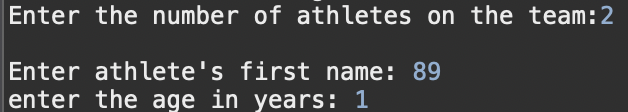 Enter the number of athletes on the team:2
Enter athlete's first name: 89
enter the age in years: 1